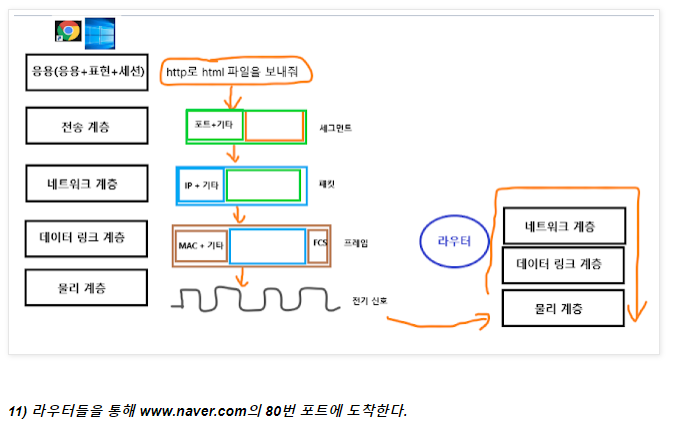 응용(응용+표현+세션)
http로 html 파일을 보내줘
전송 계층
포트+기타
세그먼트
네트워크 계층
IP + 기타
패킷
데이터 링크 계층
MAC + 기타
FCS
프레임
물리 계층
전기 신호
라우터
네트워크 계층
데이터 링크 계층
물리 계층
11) 라우터들을 통해 www.naver.com의 80번 포트에 도착한다.